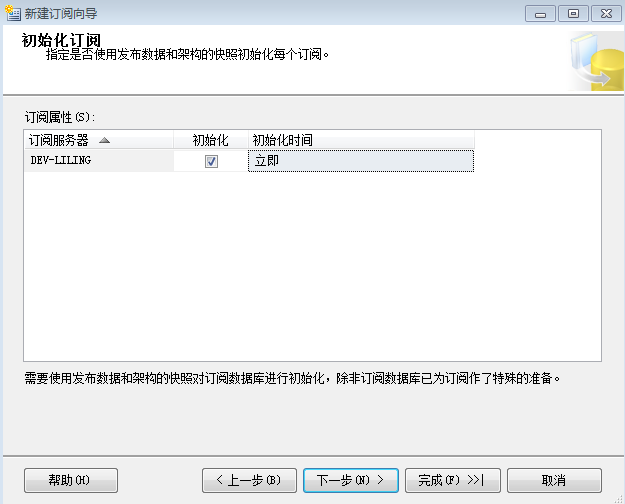 新建订阅向导
初始化订阅
指定是否使用发布数据和架构的快照初始化每个订阅。
订阅属性(S):
订阅服务器 初始化 初始化时间
DEV-LILING 立即
需要使用发布数据和架构的快照对订阅数据库进行初始化，除非订阅数据库已为订阅作了特殊的准备。
帮助(H) < 上一步(B) 下一步(N) > 完成(F) >>| 取消